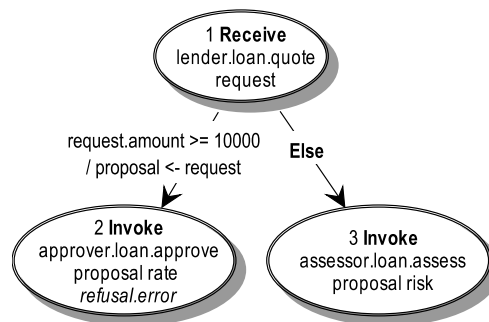 1 Receive
lender.loan.quote
request
request.amount >= 10000
/ proposal <- request
Else
2 Invoke
approver.loan.approve
proposal rate
refusal.error
3 Invoke
assessor.loan.assess
proposal risk